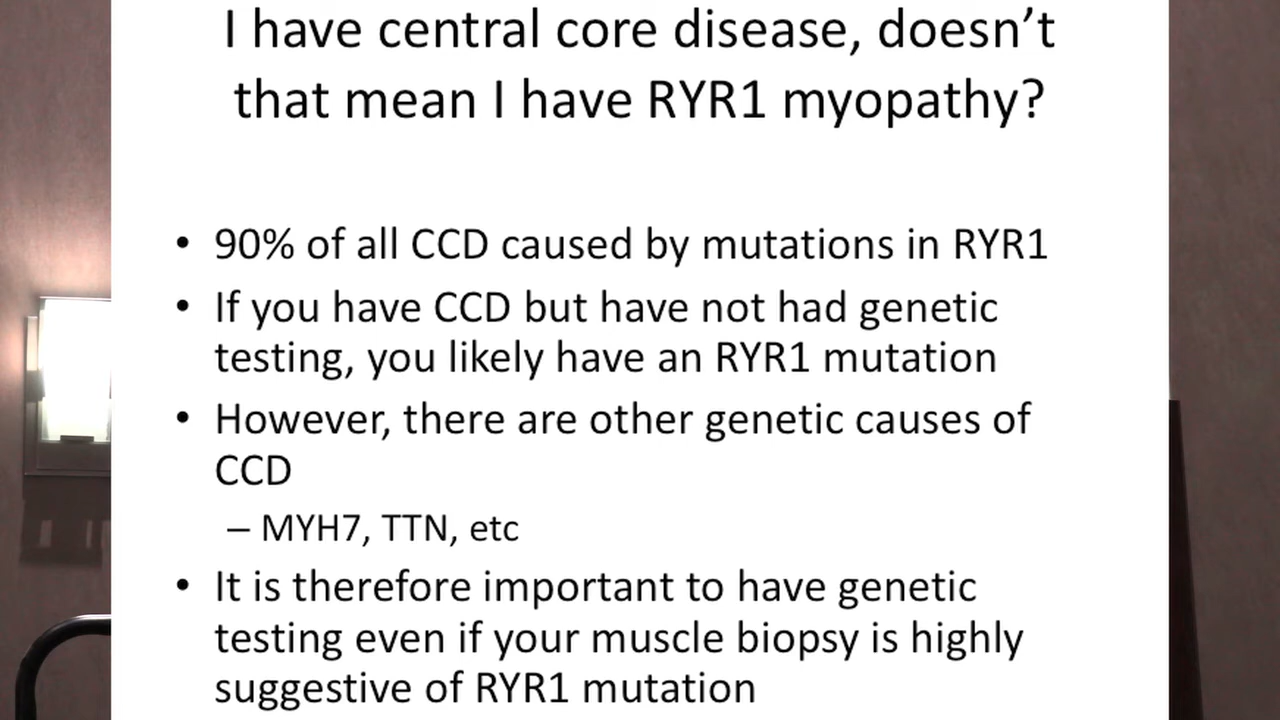 I have central core disease, doesn’t
that mean I have RYR1 myopathy?
• 90% of all CCD caused by mutations in RYR1
• If you have CCD but have not had genetic
testing, you likely have an RYR1 mutation
• However, there are other genetic causes of
CCD
– MYH7, TTN, etc
• It is therefore important to have genetic
testing even if your muscle biopsy is highly
suggestive of RYR1 mutation